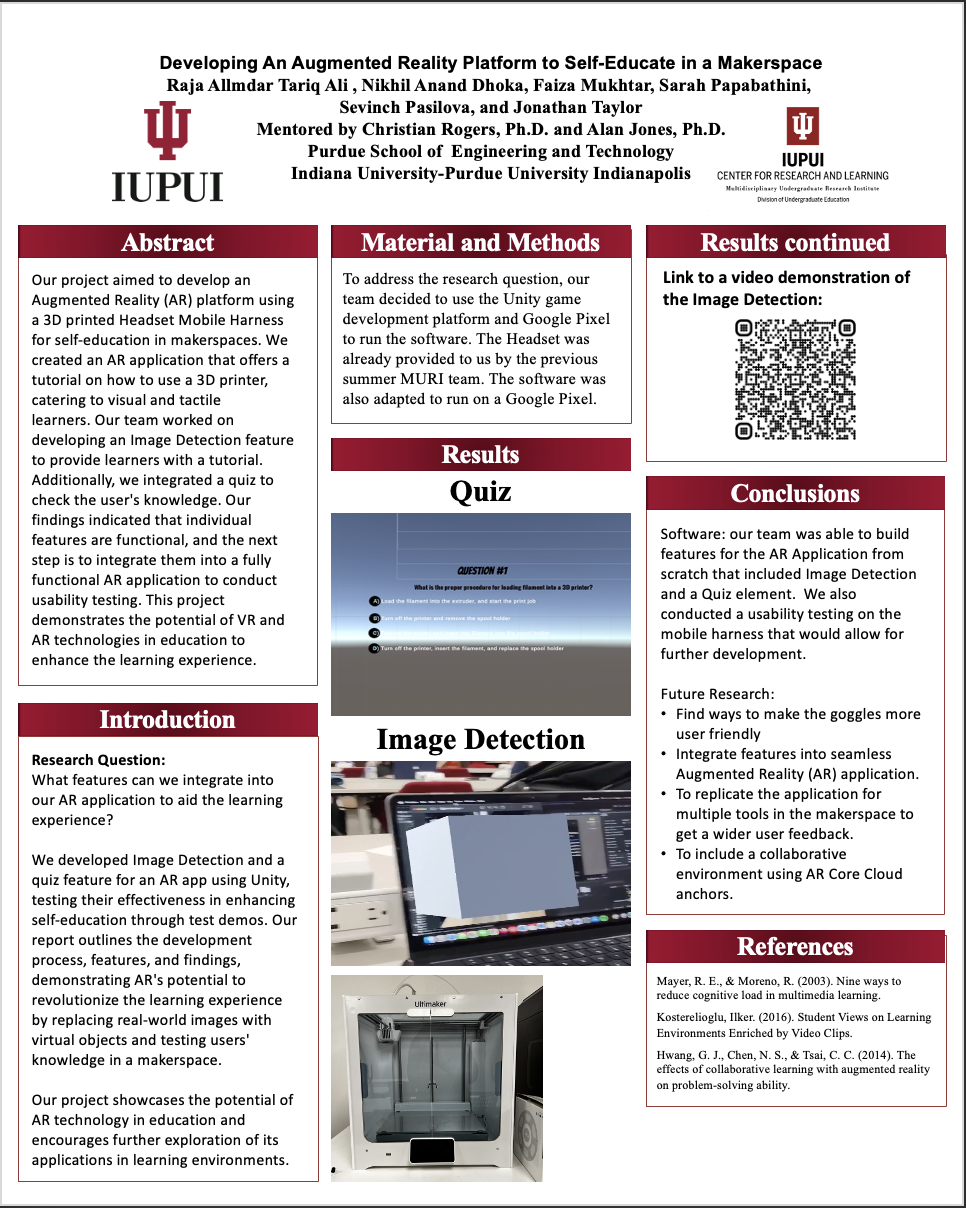 Developing An Augmented Reality Platform to Self-Educate in a Makerspace
Raja Allmdar Tariq Ali , Nikhil Anand Dhoka, Faiza Mukhtar, Sarah Papabathini,
Sevinch Pasilova, and Jonathan Taylor
Mentored by Christian Rogers, Ph.D. and Alan Jones, Ph.D.
Purdue School of Engineering and Technology
Indiana University-Purdue University Indianapolis
IUPUI
IUPUI
CENTER FOR RESEARCH AND LEARNING
Multidisciplinary Undergraduate Research Institute
Division of Undergraduate Education
Abstract
Our project aimed to develop an
Augmented Reality (AR) platform using
a 3D printed Headset Mobile Harness
for self-education in makerspaces. We
created an AR application that offers a
tutorial on how to use a 3D printer,
catering to visual and tactile
learners. Our team worked on
developing an Image Detection feature
to provide learners with a tutorial.
Additionally, we integrated a quiz to
check the user's knowledge. Our
findings indicated that individual
features are functional, and the next
step is to integrate them into a fully
functional AR application to conduct
usability testing. This project
demonstrates the potential of VR and
AR technologies in education to
enhance the learning experience.
Introduction
Research Question:
What features can we integrate into
our AR application to aid the learning
experience?
We developed Image Detection and a
quiz feature for an AR app using Unity,
testing their effectiveness in enhancing
self-education through test demos. Our
report outlines the development
process, features, and findings,
demonstrating AR's potential to
revolutionize the learning experience
by replacing real-world images with
virtual objects and testing users'
knowledge in a makerspace.
Our project showcases the potential of
AR technology in education and
encourages further exploration of its
applications in learning environments.
Material and Methods
To address the research question, our
team decided to use the Unity game
development platform and Google Pixel
to run the software. The Headset was
already provided to us by the previous
summer MURI team. The software was
also adapted to run on a Google Pixel.
Results
Quiz
QUESTION #1
What is the proper procedure for loading filament into a 3D printer?
A) Load the filament into the extruder, and start the print job
B) Turn off the printer and remove the spool holder
C)
D) Turn off the printer, insert the filament, and replace the spool holder
Image Detection
Ultimaker
Results continued
Link to a video demonstration of
the Image Detection:
Conclusions
Software: our team was able to build
features for the AR Application from
scratch that included Image Detection
and a Quiz element. We also
conducted a usability testing on the
mobile harness that would allow for
further development.
Future Research:
• Find ways to make the goggles more
user friendly
• Integrate features into seamless
Augmented Reality (AR) application.
• To replicate the application for
multiple tools in the makerspace to
get a wider user feedback.
• To include a collaborative
environment using AR Core Cloud
anchors.
References
Mayer, R. E., & Moreno, R. (2003). Nine ways to
reduce cognitive load in multimedia learning.
Kosterelioglu, Ilker. (2016). Student Views on Learning
Environments Enriched by Video Clips.
Hwang, G. J., Chen, N. S., & Tsai, C. C. (2014). The
effects of collaborative learning with augmented reality
on problem-solving ability.